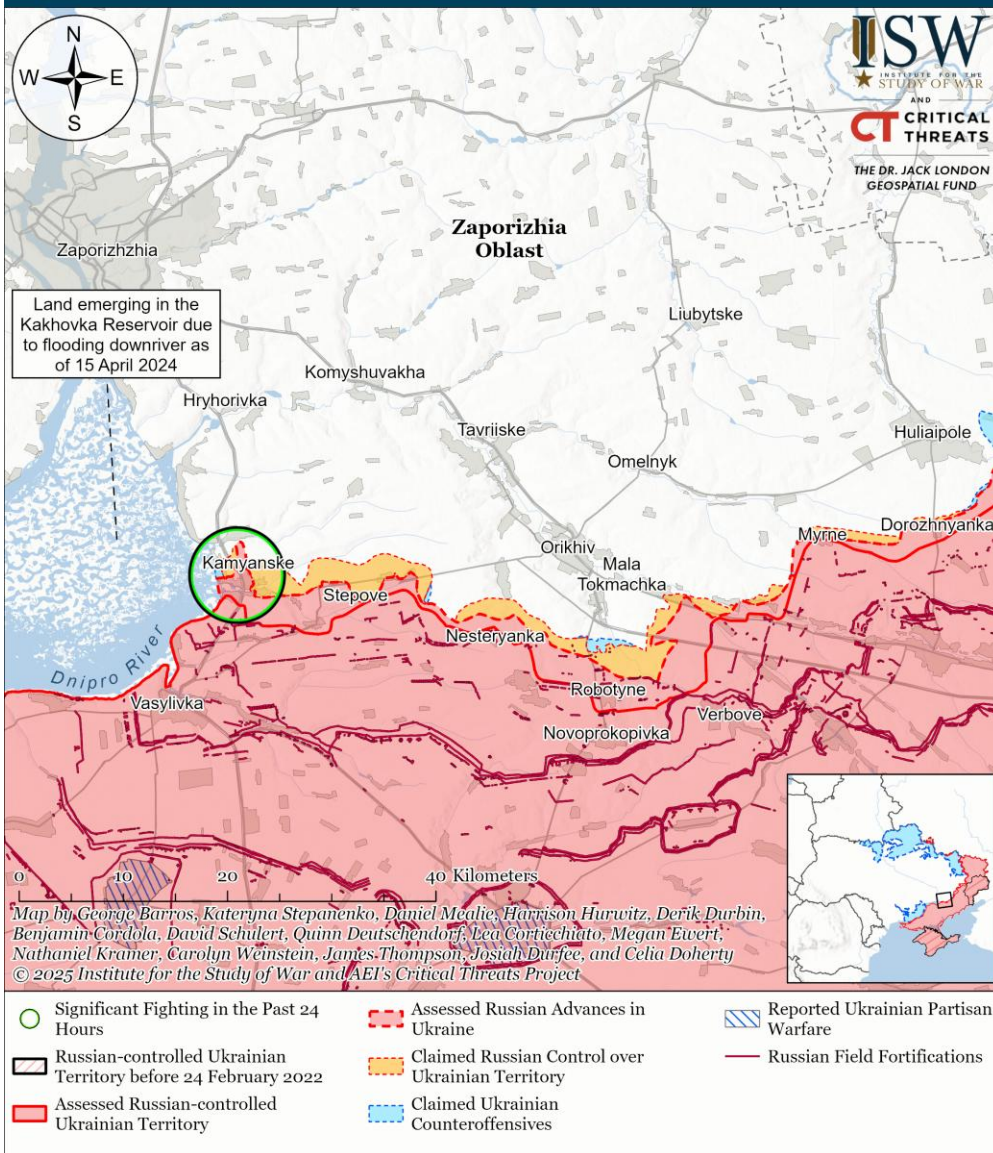 N
W E
S
ISW
INSTITUTE FOR THE
STUDY OF WAR
AND
CT CRITICAL
THREATS
THE DR. JACK LONDON
GEOSPATIAL FUND
Zaporizhzhia
Zaporizhia
Oblast
Land emerging in the
Kakhovka Reservoir due
to flooding downriver as
of 15 April 2024
Liubytske
Komyshuvakha
Hryhorivka
Tavriiske
Huliaipole
Omelnyk
Dorozhnyanka
Myrne
Orikhiv
Kamyanske
Mala
Tokmachka
Stepove
Nesteryanka
Dnipro River
Robotyne
Vasylivka
Verbove
Novoprokopivka
0 10 20 40 Kilometers
Map by George Barros, Kateryna Stepanenko, Daniel Mealie, Harrison Hurwitz, Derik Durbin,
Benjamin Cordola, David Schulert, Quinn Deutschendorf, Lea Corticchiato, Megan Ewert,
Nathaniel Kramer, Carolyn Weinstein, James Thompson, Josiah Durfee, and Celia Doherty
© 2025 Institute for the Study of War and AEI's Critical Threats Project
Significant Fighting in the Past 24
Hours
Russian-controlled Ukrainian
Territory before 24 February 2022
Assessed Russian-controlled
Ukrainian Territory
Assessed Russian Advances in
Ukraine
Claimed Russian Control over
Ukrainian Territory
Claimed Ukrainian
Counteroffensives
Reported Ukrainian Partisan
Warfare
Russian Field Fortifications